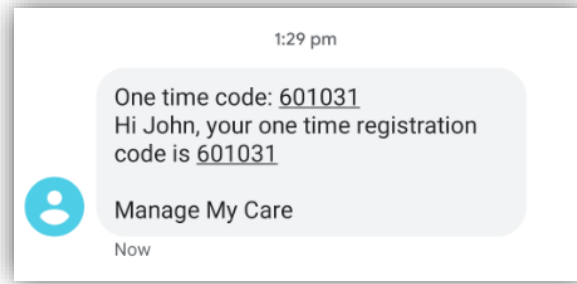 1:29 pm
One time code: 601031
Hi John, your one time registration
code is 601031
Manage My Care
Now